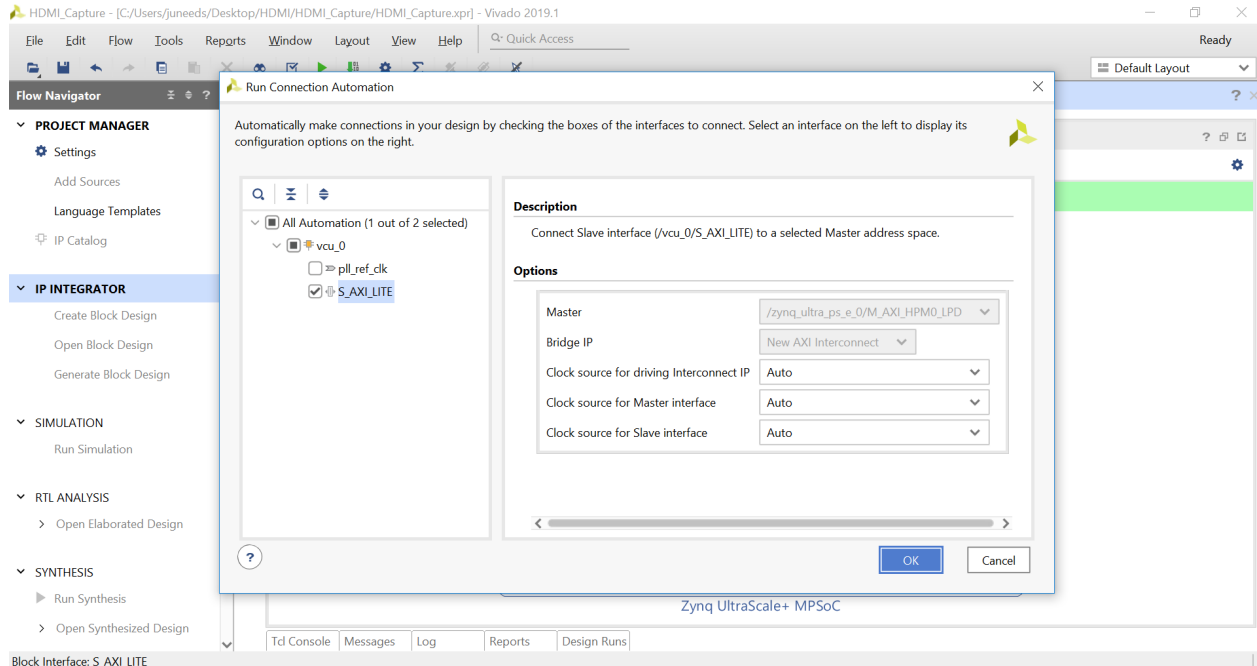 HDMI_Capture - [C:/Users/juneeds/Desktop/HDMI/HDMI_Capture/HDMI_Capture.xpr] - Vivado 2019.1
File Edit Flow Tools Reports Window Layout View Help Quick Access Ready
Default Layout
Flow Navigator ? ?
Run Connection Automation
PROJECT MANAGER
Settings
Add Sources
Language Templates
IP Catalog
IP INTEGRATOR
Create Block Design
Open Block Design
Generate Block Design
SIMULATION
Run Simulation
RTL ANALYSIS
Open Elaborated Design
SYNTHESIS
Run Synthesis
Open Synthesized Design
Automatically make connections in your design by checking the boxes of the interfaces to connect. Select an interface on the left to display its
configuration options on the right.
?
All Automation (1 out of 2 selected)
vcu_0
pll_ref_clk
S_AXI_LITE
Description
Connect Slave interface (/vcu_0/S_AXI_LITE) to a selected Master address space.
Options
Master /zynq_ultra_ps_e_0/M_AXI_HPM0_LPD
Bridge IP New AXI Interconnect
Clock source for driving Interconnect IP Auto
Clock source for Master interface Auto
Clock source for Slave interface Auto
? OK Cancel
Zynq UltraScale+ MPSoC
Tcl Console Messages Log Reports Design Runs
Block Interface: S_AXI_LITE